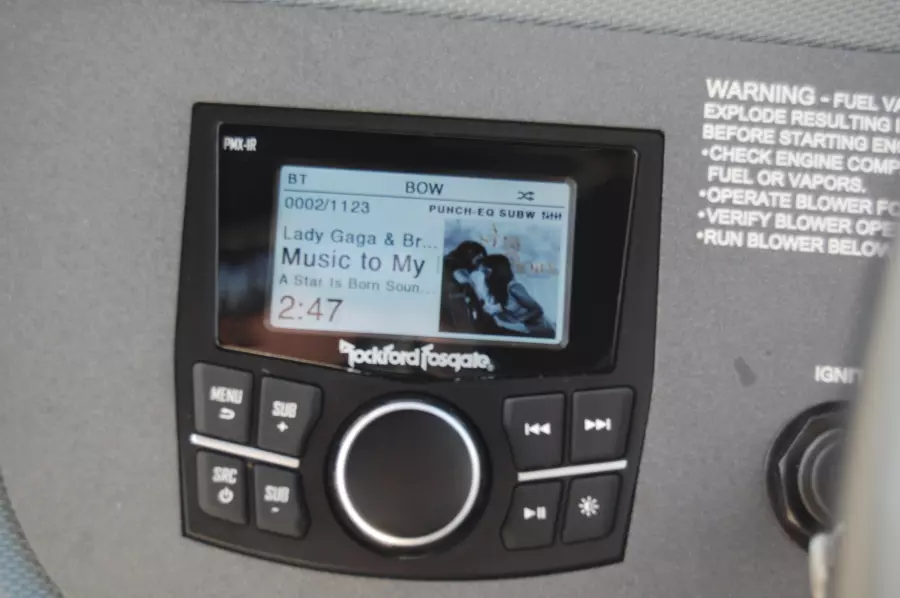 PMX-1R
BT BOW
0002/1123 PUNCH-EQ SUBW
Lady Gaga & Br...
Music to My
A Star Is Born Soun...
2:47
Rockford Fosgate
MENU
SUB
+
SRC
SUB
-
WARNING - FUEL VA
EXPLODE RESULTING I
BEFORE STARTING ENG
•CHECK ENGINE COMP
FUEL OR VAPORS.
•OPERATE BLOWER FO
•VERIFY BLOWER OPE
•RUN BLOWER BELOW
IGNIT